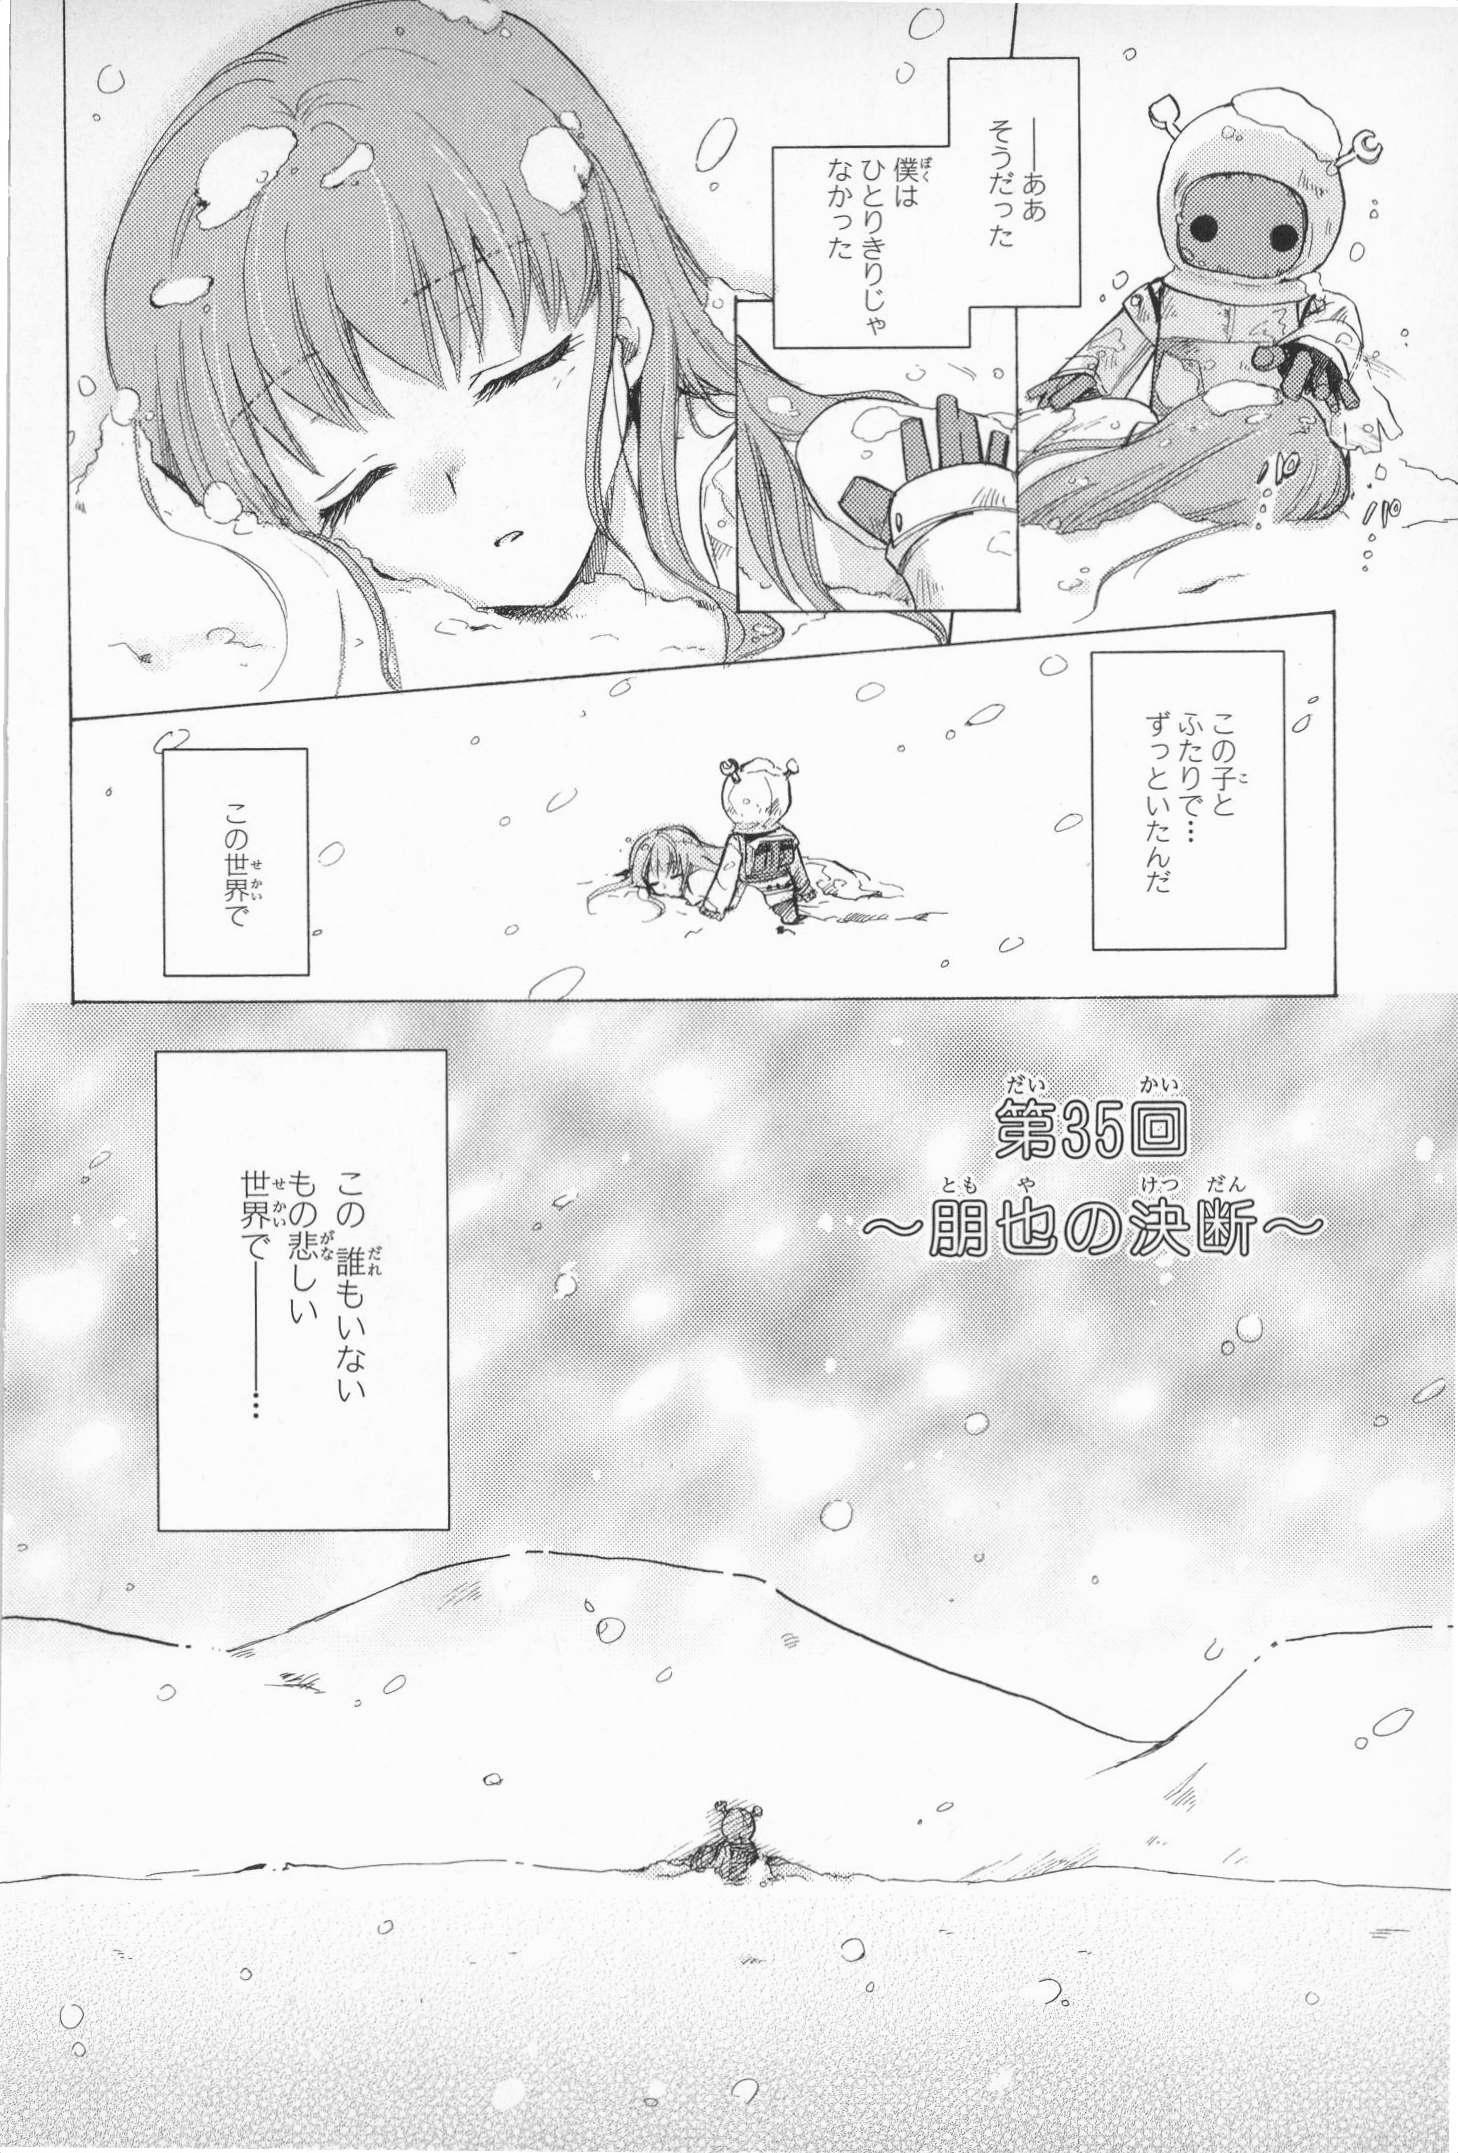 ――ああ
そうだった
僕は
ひとりきりじゃ
なかった
この子と
ふたりで…
ずっといたんだ
この世界で
第35回
～朋也の決断～
この 誰もいない
もの悲しい
世界で――――…